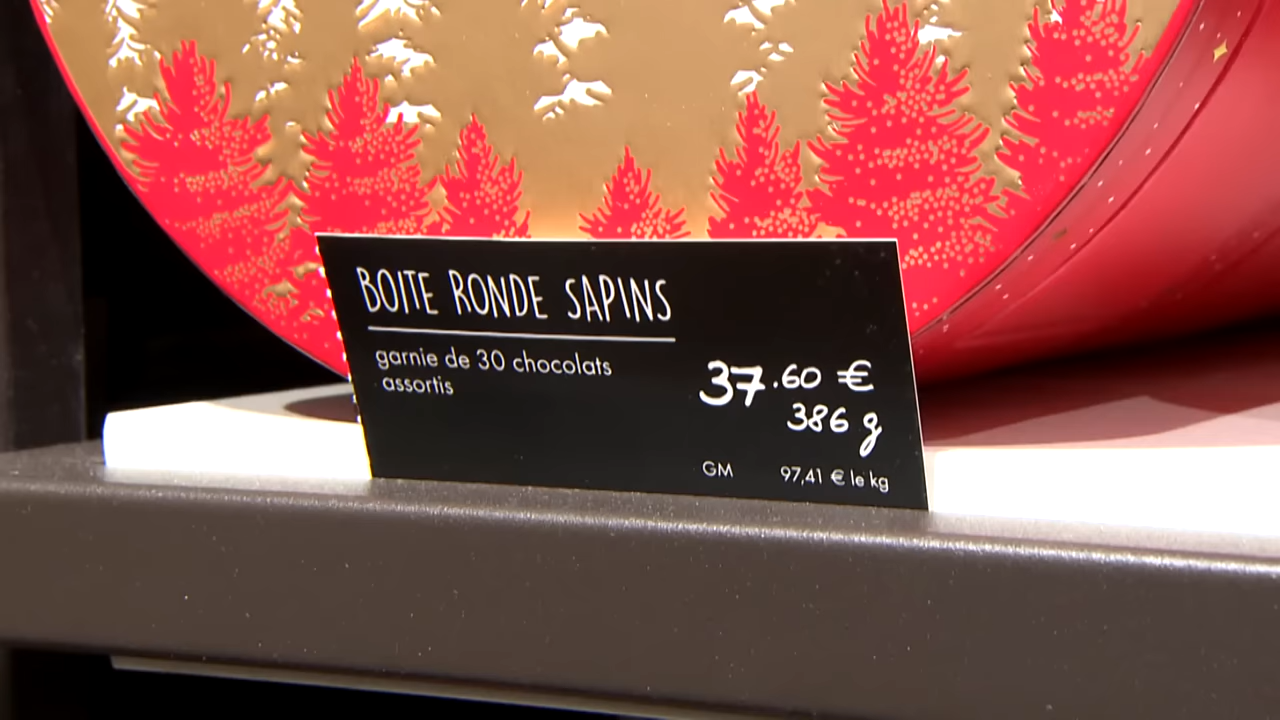 BOITE RONDE SAPINS
garnie de 30 chocolats
assortis
37.60 €
386 g
GM 97,41 € le kg